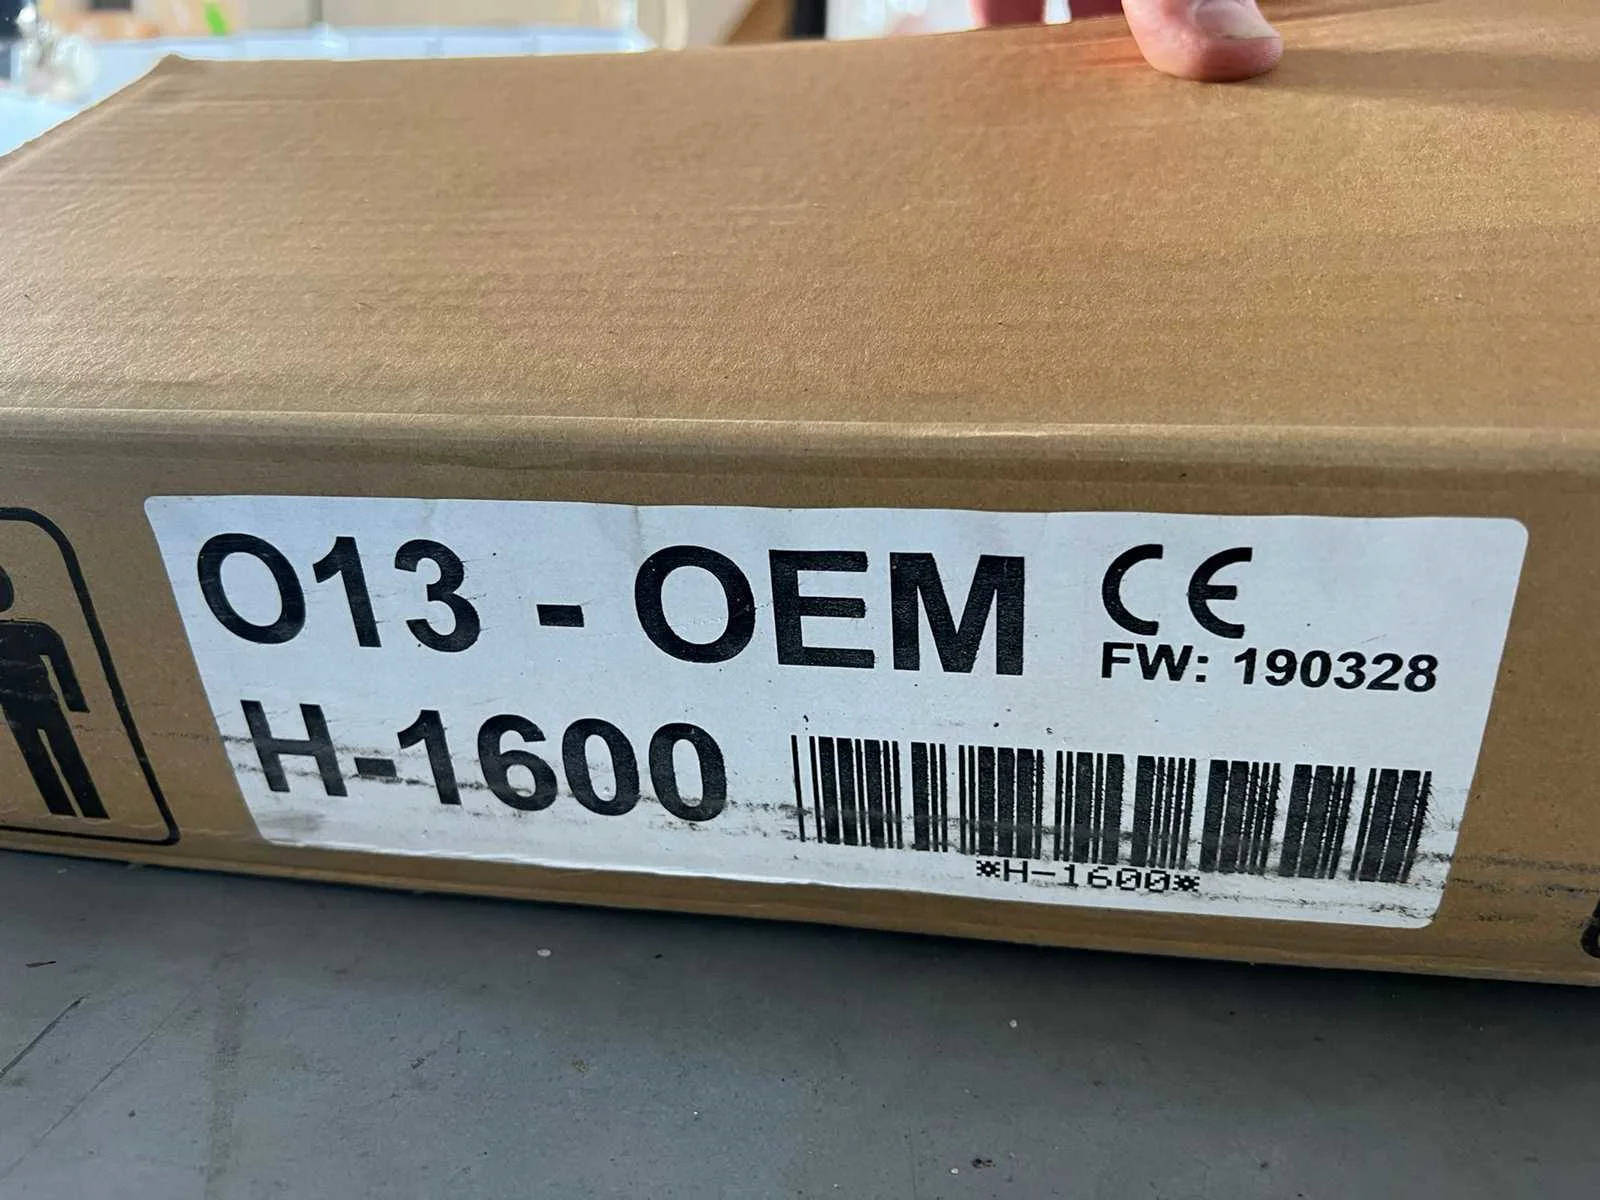 O13 - OEM CE
FW: 190328
H-1600
*H-1600*